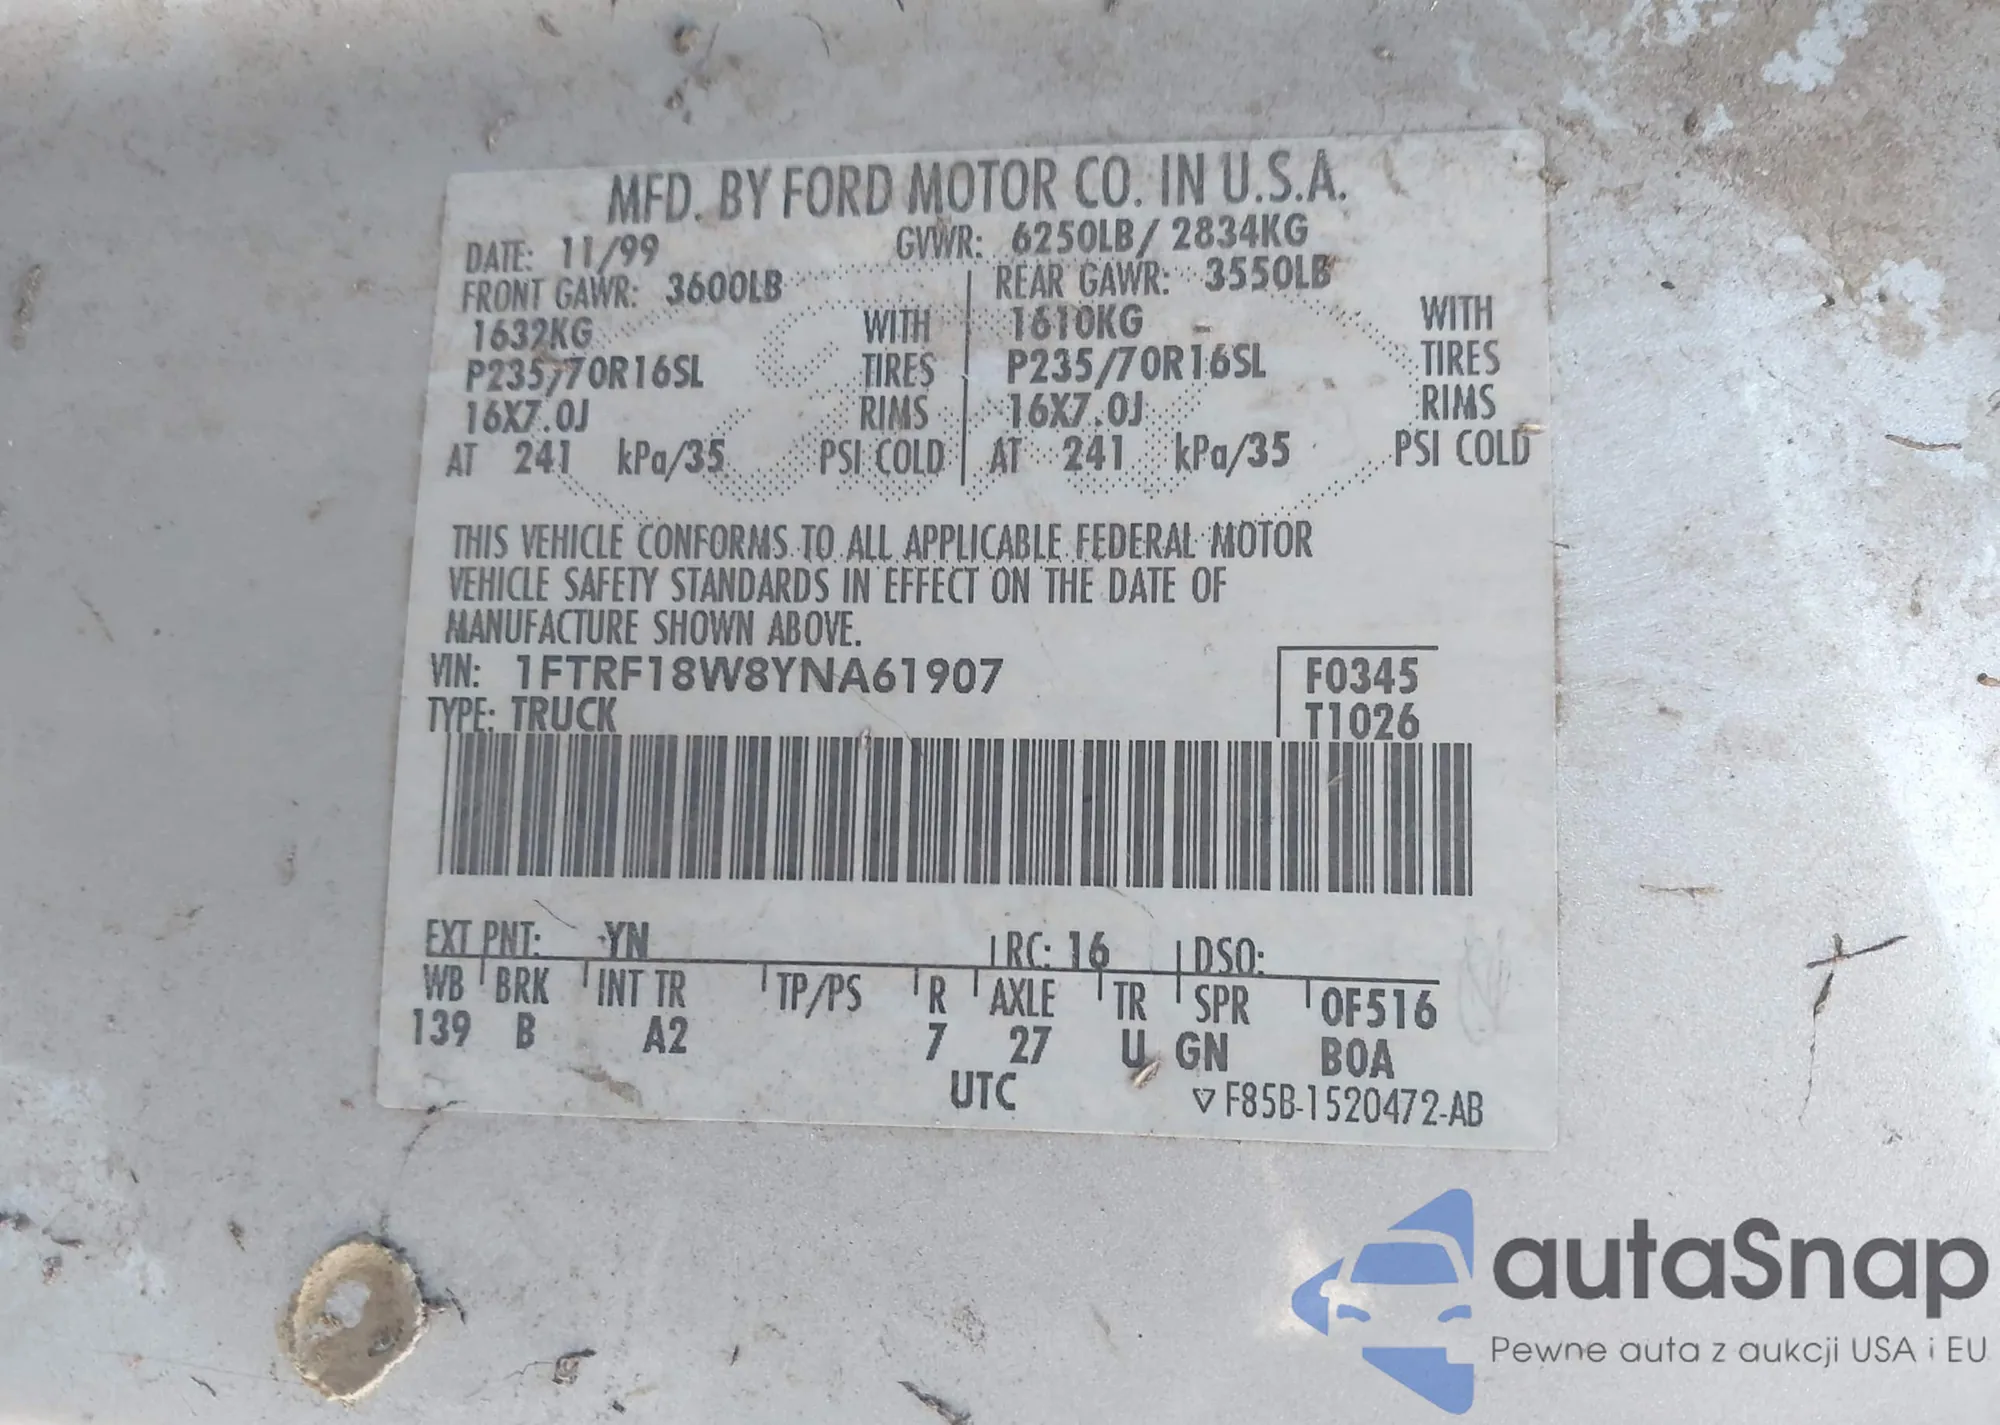 MFD. BY FORD MOTOR CO. IN U.S.A.
DATE: 11/99 GVWR: 6250LB/ 2834KG
FRONT GAWR: 3600LB REAR GAWR: 3550LB
1632KG WITH 1610KG WITH
P235/70R16SL TIRES P235/70R16SL TIRES
16X7.0J RIMS 16X7.0J RIMS
AT 241 kPa/35 PSI COLD AT 241 kPa/35 PSI COLD
THIS VEHICLE CONFORMS TO ALL APPLICABLE FEDERAL MOTOR
VEHICLE SAFETY STANDARDS IN EFFECT ON THE DATE OF
MANUFACTURE SHOWN ABOVE.
VIN: 1FTRF18W8YNA61907 F0345
TYPE: TRUCK T1026
EXT PNT: YN RC: 16 DSO:
WB BRK INT TR TP/PS R AXLE TR SPR 0F516
139 B A2 7 27 U GN B0A
UTC ▽ F85B-1520472-AB
autaSnap
Pewne auta z aukcji USA i EU